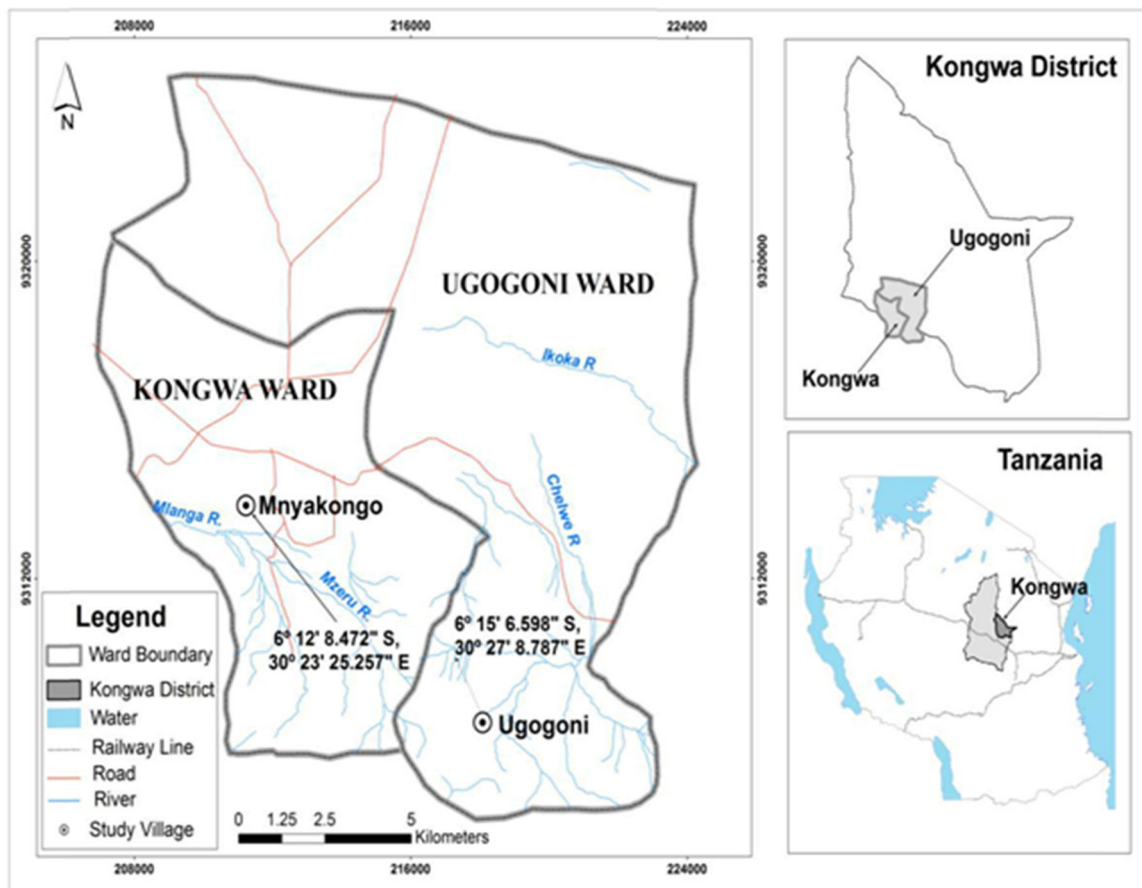 208000
216000
224000
N
9320000
9320000
UGOGONI WARD
Ikoka R
KONGWA WARD
Chelwe R
Mnyakongo
Mlanga R.
9312000
9312000
Mzeru R.
6º 12' 8.472" S,
30º 23' 25.257" E
6º 15' 6.598" S,
30º 27' 8.787" E
Ugogoni
Legend
Ward Boundary
Kongwa District
Water
Railway Line
Road
River
Study Village
0 1.25 2.5 5
Kilometers
208000
216000
224000
Kongwa District
Ugogoni
Kongwa
Tanzania
Kongwa